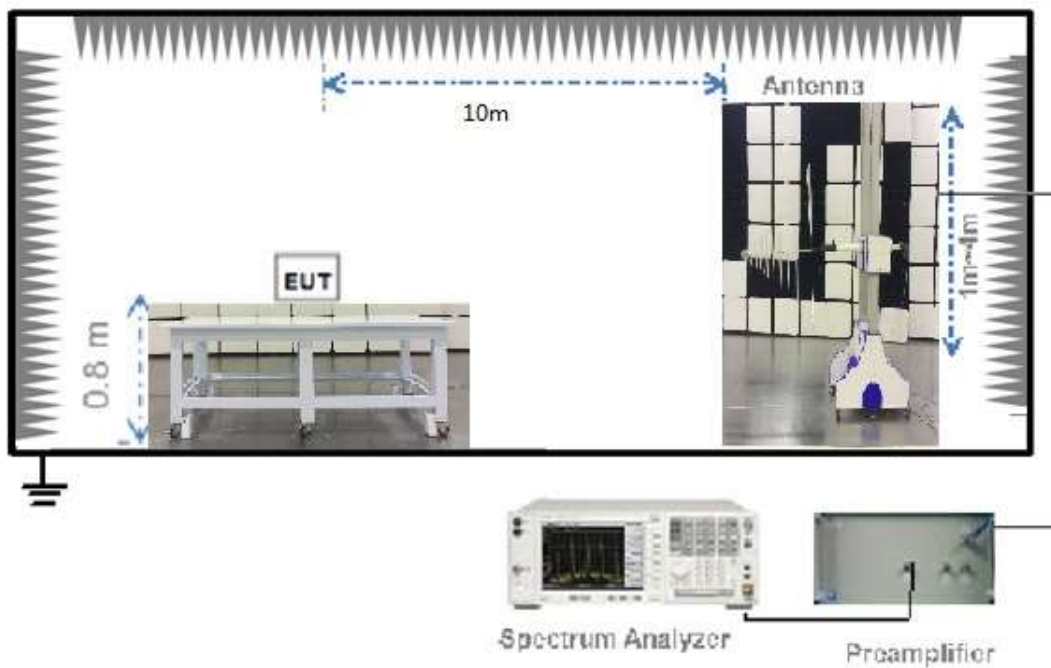 Antenna
10m
1m~4m
EUT
0.8 m
Spectrum Analyzer
Preamplifier